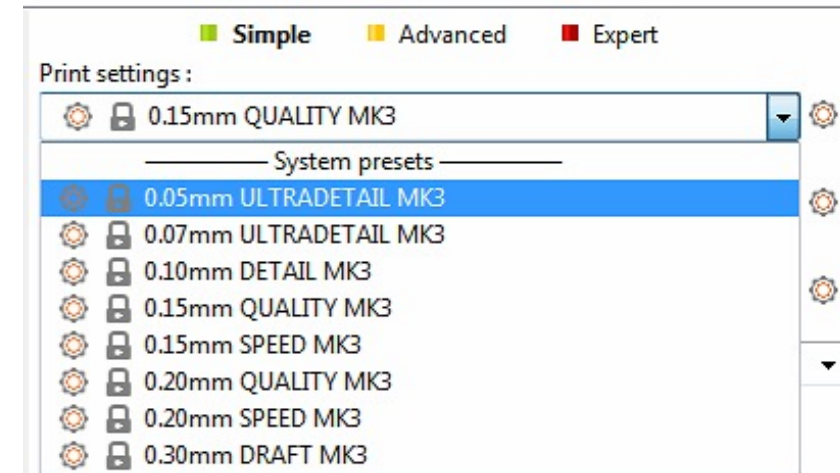 Simple Advanced Expert
Print settings :
0.15mm QUALITY MK3
System presets
0.05mm ULTRADETAIL MK3
0.07mm ULTRADETAIL MK3
0.10mm DETAIL MK3
0.15mm QUALITY MK3
0.15mm SPEED MK3
0.20mm QUALITY MK3
0.20mm SPEED MK3
0.30mm DRAFT MK3